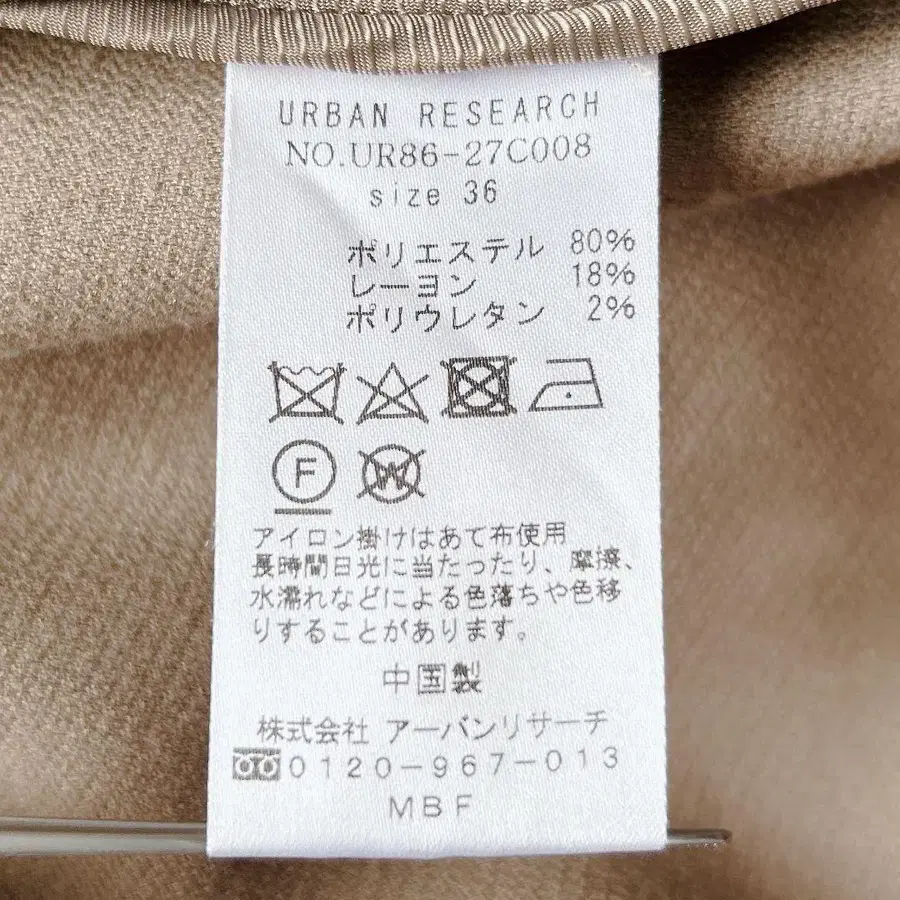 URBAN RESEARCH
NO.UR86-27C008
size 36
ポリエステル 80%
レーヨン 18%
ポリウレタン 2%
F W
アイロン掛けはあて布使用
長時間日光に当たったり、摩擦、
水濡れなどによる色落ちや色移
りすることがあります。
中国製
株式会社 アーバンリサーチ
0120-967-013
MBF